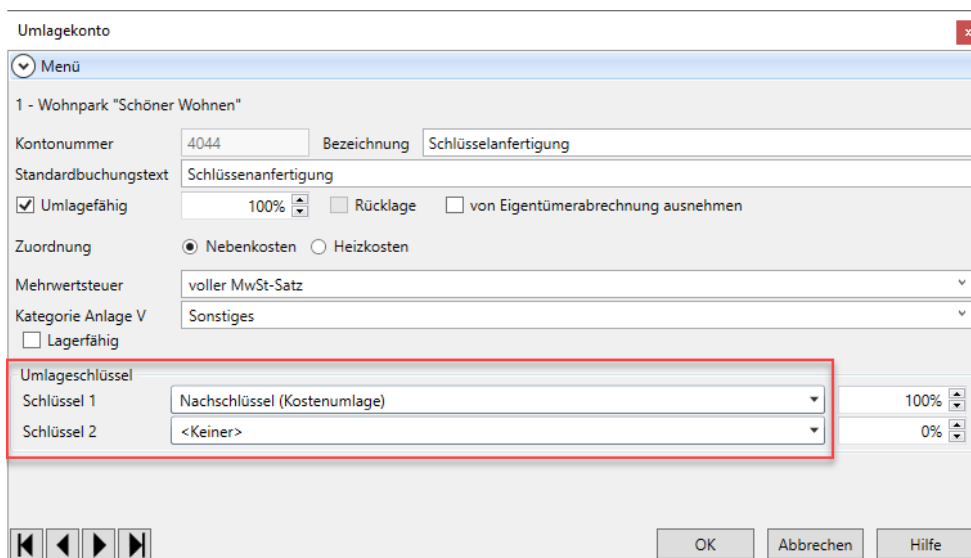 Umlagekonto x
Menü
1 - Wohnpark "Schöner Wohnen"
Kontonummer 4044 Bezeichnung Schlüsselanfertigung
Standardbuchungstext Schlüssenanfertigung
Umlagefähig 100% Rücklage von Eigentümerabrechnung ausnehmen
Zuordnung Nebenkosten Heizkosten
Mehrwertsteuer voller MwSt-Satz
Kategorie Anlage V Sonstiges
Lagerfähig
Umlageschlüssel
Schlüssel 1 Nachschlüssel (Kostenumlage) 100%
Schlüssel 2 <Keiner> 0%
OK Abbrechen Hilfe